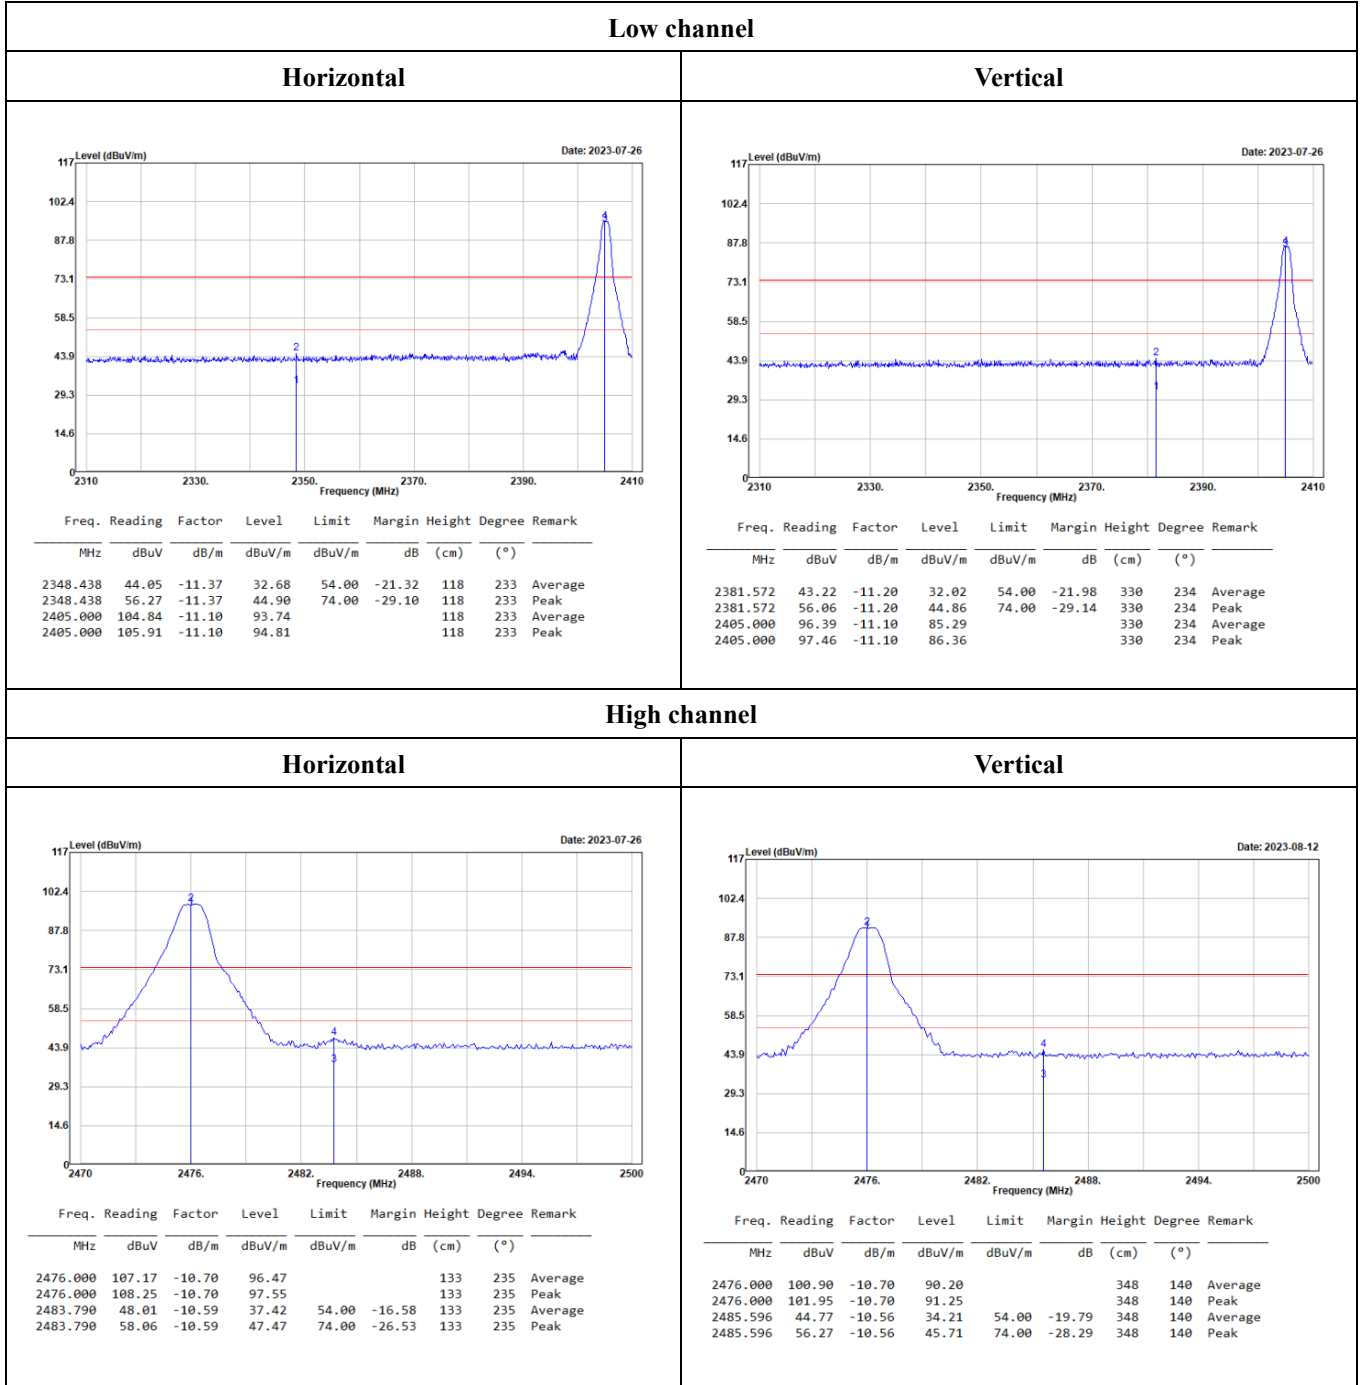 Low channel
Horizontal Vertical
Level (dBuV/m) Date: 2023-07-26
117
102.4
87.8
73.1
58.5
43.9
29.3
14.6
0
4
2
1
2310 2330. 2350. 2370. 2390. 2410
Frequency (MHz)
Freq. Reading Factor Level Limit Margin Height Degree Remark
MHz dBuV dB/m dBuV/m dBuV/m dB (cm) (°)
2348.438 44.05 -11.37 32.68 54.00 -21.32 118 233 Average
2348.438 56.27 -11.37 44.90 74.00 -29.10 118 233 Peak
2405.000 104.84 -11.10 93.74 118 233 Average
2405.000 105.91 -11.10 94.81 118 233 Peak
Level (dBuV/m) Date: 2023-07-26
117
102.4
87.8
73.1
58.5
43.9
29.3
14.6
0
4
2
1
2310 2330. 2350. 2370. 2390. 2410
Frequency (MHz)
Freq. Reading Factor Level Limit Margin Height Degree Remark
MHz dBuV dB/m dBuV/m dBuV/m dB (cm) (°)
2381.572 43.22 -11.20 32.02 54.00 -21.98 330 234 Average
2381.572 56.06 -11.20 44.86 74.00 -29.14 330 234 Peak
2405.000 96.39 -11.10 85.29 330 234 Average
2405.000 97.46 -11.10 86.36 330 234 Peak
High channel
Horizontal Vertical
Level (dBuV/m) Date: 2023-07-26
117
102.4
87.8
73.1
58.5
43.9
29.3
14.6
0
2
4
3
2470 2476. 2482. 2488. 2494. 2500
Frequency (MHz)
Freq. Reading Factor Level Limit Margin Height Degree Remark
MHz dBuV dB/m dBuV/m dBuV/m dB (cm) (°)
2476.000 107.17 -10.70 96.47 133 235 Average
2476.000 108.25 -10.70 97.55 133 235 Peak
2483.790 48.01 -10.59 37.42 54.00 -16.58 133 235 Average
2483.790 58.06 -10.59 47.47 74.00 -26.53 133 235 Peak
Level (dBuV/m) Date: 2023-08-12
117
102.4
87.8
73.1
58.5
43.9
29.3
14.6
0
2
4
3
2470 2476. 2482. 2488. 2494. 2500
Frequency (MHz)
Freq. Reading Factor Level Limit Margin Height Degree Remark
MHz dBuV dB/m dBuV/m dBuV/m dB (cm) (°)
2476.000 100.90 -10.70 90.20 348 140 Average
2476.000 101.95 -10.70 91.25 348 140 Peak
2485.596 44.77 -10.56 34.21 54.00 -19.79 348 140 Average
2485.596 56.27 -10.56 45.71 74.00 -28.29 348 140 Peak